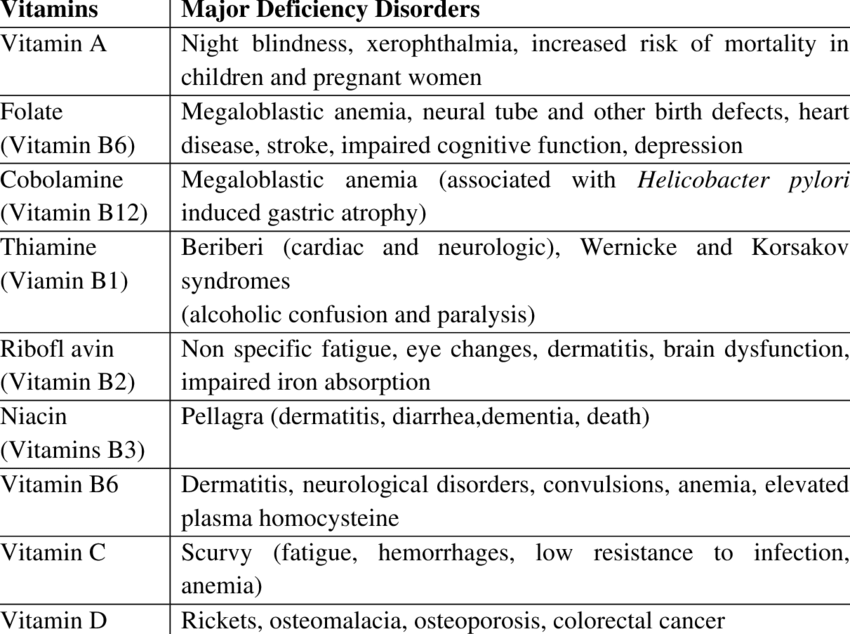 Vitamins Major Deficiency Disorders
Vitamin A Night blindness, xerophthalmia, increased risk of mortality in
children and pregnant women
Folate Megaloblastic anemia, neural tube and other birth defects, heart
(Vitamin B6) disease, stroke, impaired cognitive function, depression
Cobolamine Megaloblastic anemia (associated with Helicobacter pylori
(Vitamin B12) induced gastric atrophy)
Thiamine Beriberi (cardiac and neurologic), Wernicke and Korsakov
(Viamin B1) syndromes
(alcoholic confusion and paralysis)
Ribofl avin Non specific fatigue, eye changes, dermatitis, brain dysfunction,
(Vitamin B2) impaired iron absorption
Niacin Pellagra (dermatitis, diarrhea,dementia, death)
(Vitamins B3)
Vitamin B6 Dermatitis, neurological disorders, convulsions, anemia, elevated
plasma homocysteine
Vitamin C Scurvy (fatigue, hemorrhages, low resistance to infection,
anemia)
Vitamin D Rickets, osteomalacia, osteoporosis, colorectal cancer